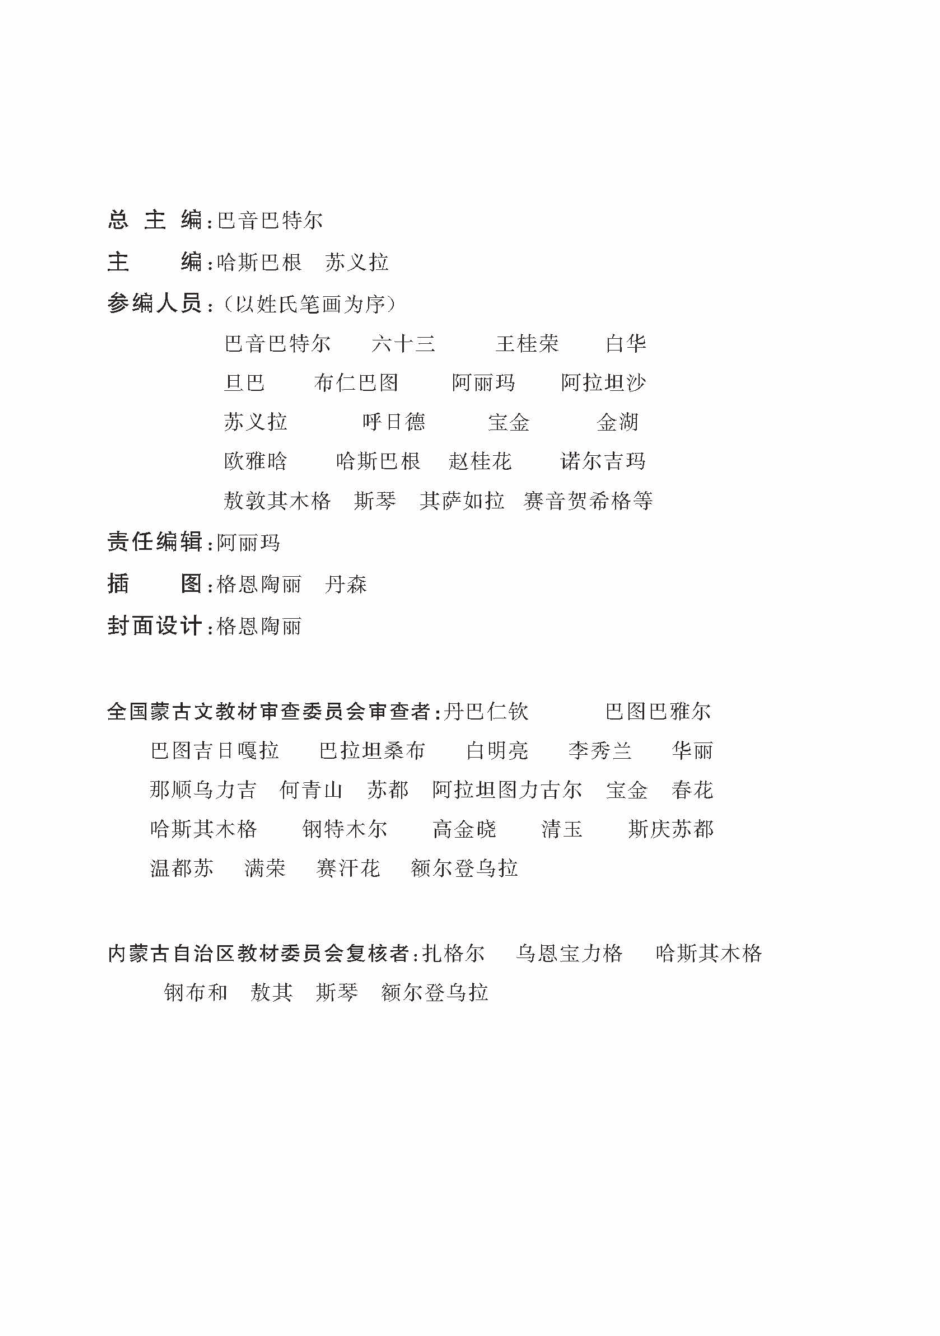 总 主 编:巴音巴特尔
主 编:哈斯巴根 苏义拉
参编人员:(以姓氏笔画为序)
巴音巴特尔 六十三 王桂荣 白华
旦巴 布仁巴图 阿丽玛 阿拉坦沙
苏义拉 呼日德 宝金 金湖
欧雅晗 哈斯巴根 赵桂花 诺尔吉玛
敖敦其木格 斯琴 其萨如拉 赛音贺希格等
责任编辑:阿丽玛
插 图:格恩陶丽 丹森
封面设计:格恩陶丽
全国蒙古文教材审查委员会审查者:丹巴仁钦 巴图巴雅尔
巴图吉日嘎拉 巴拉坦桑布 白明亮 李秀兰 华丽
那顺乌力吉 何青山 苏都 阿拉坦图力古尔 宝金 春花
哈斯其木格 钢特木尔 高金晓 清玉 斯庆苏都
温都苏 满荣 赛汗花 额尔登乌拉
内蒙古自治区教材委员会复核者:扎格尔 乌恩宝力格 哈斯其木格
钢布和 敖其 斯琴 额尔登乌拉